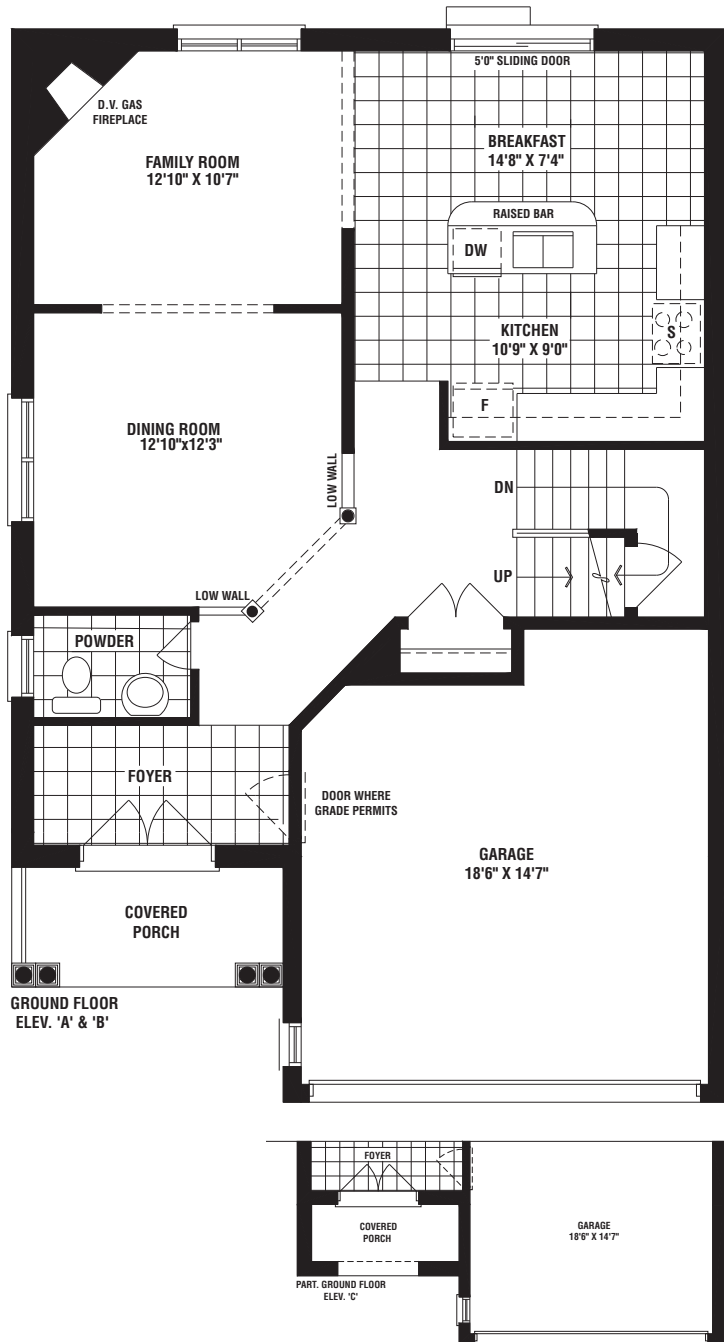 5'0" SLIDING DOOR
D.V. GAS
FIREPLACE
BREAKFAST
14'8" X 7'4"
FAMILY ROOM
12'10" X 10'7"
RAISED BAR
DW
KITCHEN
10'9" X 9'0"
S
F
DINING ROOM
12'10"x12'3"
LOW WALL
DN
UP
LOW WALL
POWDER
FOYER
DOOR WHERE
GRADE PERMITS
GARAGE
18'6" X 14'7"
COVERED
PORCH
GROUND FLOOR
ELEV. 'A' & 'B'
FOYER
COVERED
PORCH
GARAGE
18'6" X 14'7"
PART. GROUND FLOOR
ELEV. 'C'